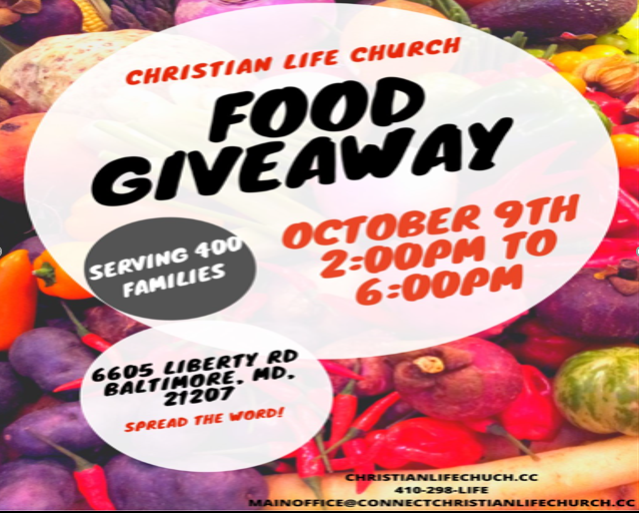 CHRISTIAN LIFE CHURCH
FOOD
GIVEAWAY
OCTOBER 9TH
2:00PM TO
6:00PM
SERVING 400
FAMILIES
6605 LIBERTY RD
BALTIMORE, MD,
21207
SPREAD THE WORD!
CHRISTIANLIFECHUCH.CC
410-298-LIFE
MAINOFFICE@CONNECTCHRISTIANLIFECHURCH.CC